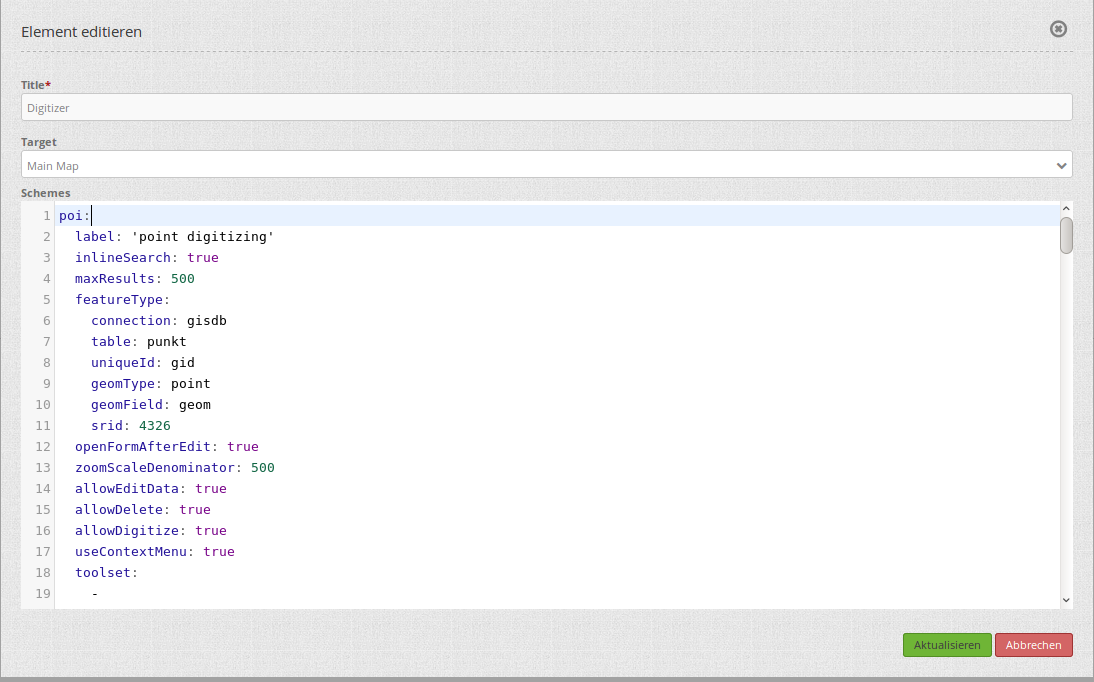 Element editieren
Title*
Digitizer
Target
Main Map
Schemes
1 poi:
2 label: 'point digitizing'
3 inlineSearch: true
4 maxResults: 500
5 featureType:
6 connection: gisdb
7 table: punkt
8 uniqueId: gid
9 geomType: point
10 geomField: geom
11 srid: 4326
12 openFormAfterEdit: true
13 zoomScaleDenominator: 500
14 allowEditData: true
15 allowDelete: true
16 allowDigitize: true
17 useContextMenu: true
18 toolset:
19 -
Aktualisieren Abbrechen